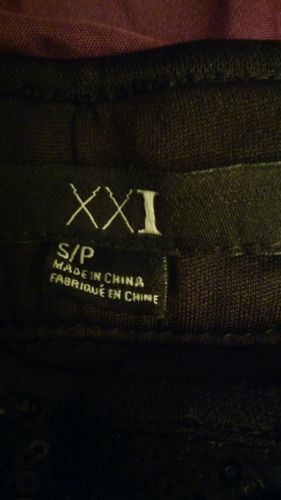 XXI
S/P
MADE IN CHINA
FABRIQUÉ EN CHINE